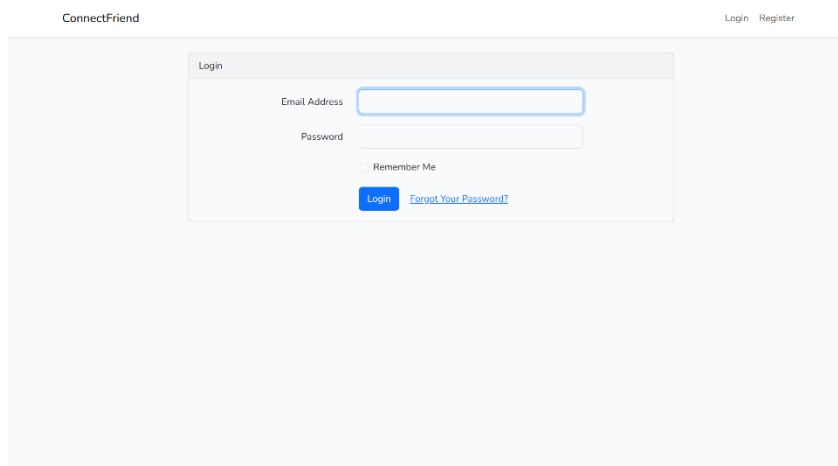 ConnectFriend Login Register
Login
Email Address
Password
Remember Me
Login Forgot Your Password?